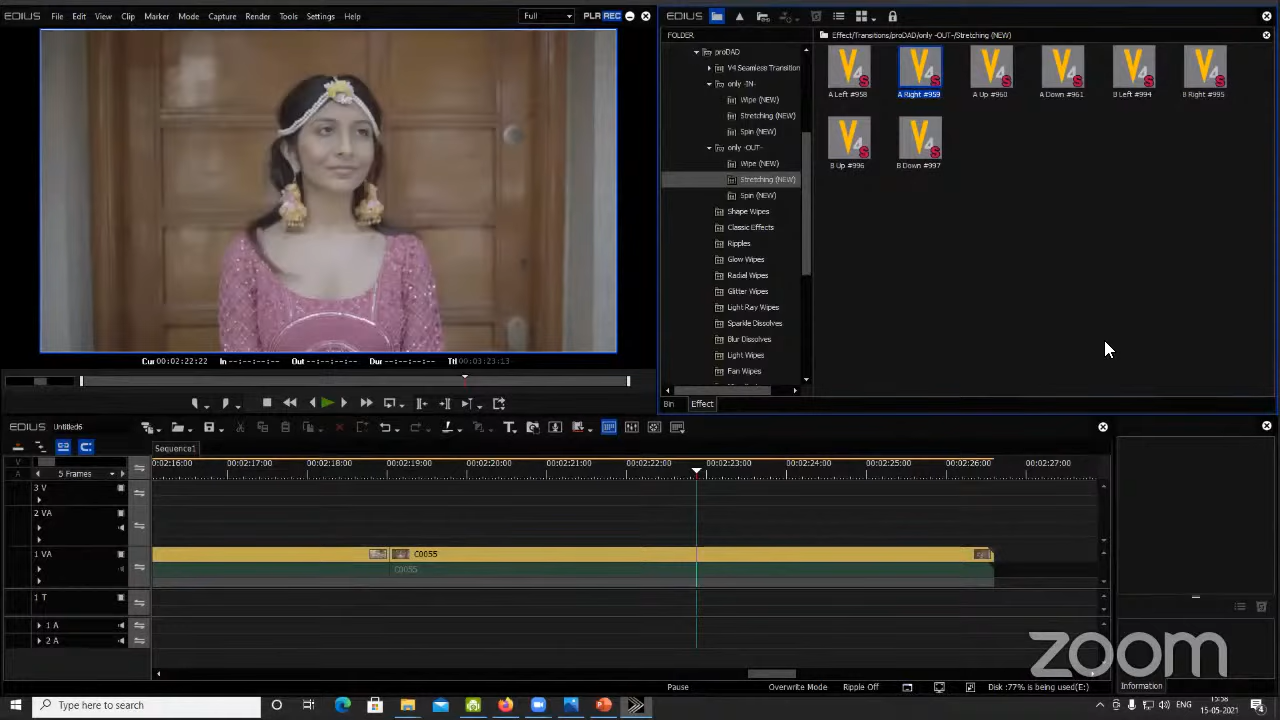 File Edit View Clip Marker Mode Capture Render Tools Settings Help
Full
PLR REC
EDIUS
FOLDER
Effect/Transitions/proDAD/only -OUT-/Stretching (NEW)
proDAD
V4 Seamless Transition
only -IN-
Wipe (NEW)
Stretching (NEW)
Spin (NEW)
only -OUT-
Wipe (NEW)
Stretching (NEW)
Spin (NEW)
Shape Wipes
Classic Effects
Ripples
Glow Wipes
Radial Wipes
Glitter Wipes
Light Ray Wipes
Sparkle Dissolves
Blur Dissolves
Light Wipes
Fan Wipes
A Left #958 A Right #959 A Up #960 A Down #961 B Left #994 B Right #995
B Up #996 B Down #997
Bin Effect
Cur 00:02:22:22 In --:--:--:-- Out --:--:--:-- Dur --:--:--:-- Ttl 00:03:23:13
EDIUS Untitled6
Sequence1
V
A
5 Frames
00:02:16:00 00:02:17:00 00:02:18:00 00:02:19:00 00:02:20:00 00:02:21:00 00:02:22:00 00:02:23:00 00:02:24:00 00:02:25:00 00:02:26:00 00:02:27:00
3 V
2 VA
1 VA
C0055
C0055
1 T
1 A
2 A
zoom
Pause Overwrite Mode Ripple Off Disk :77% is being used(E:)
Information
Type here to search
ENG
15-05-2021
4